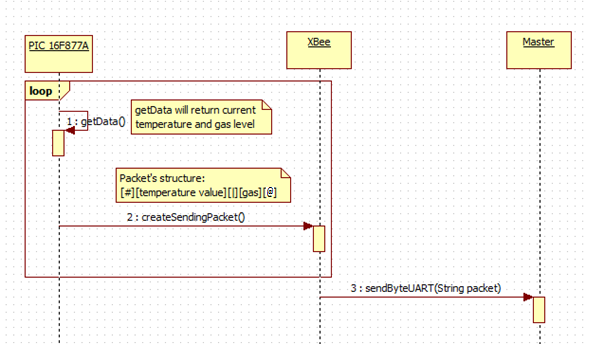 PIC 16F877A
XBee
Master
loop
1 : getData()
getData will return current
temperature and gas level
Packet's structure:
[#][temperature value][|][gas][@]
2 : createSendingPacket()
3 : sendByteUART(String packet)